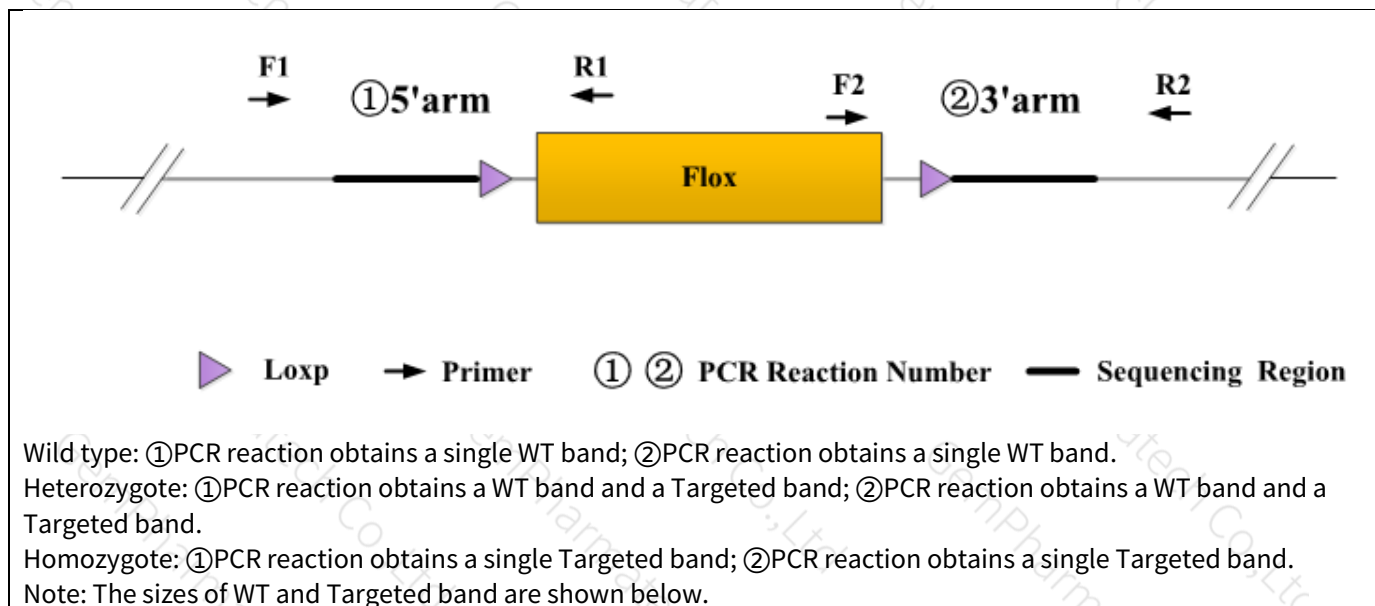 F1
①5'arm
R1
F2
②3'arm
R2
Flox
Loxp
Primer
① ② PCR Reaction Number
Sequencing Region
Wild type: ①PCR reaction obtains a single WT band; ②PCR reaction obtains a single WT band.
Heterozygote: ①PCR reaction obtains a WT band and a Targeted band; ②PCR reaction obtains a WT band and a
Targeted band.
Homozygote: ①PCR reaction obtains a single Targeted band; ②PCR reaction obtains a single Targeted band.
Note: The sizes of WT and Targeted band are shown below.